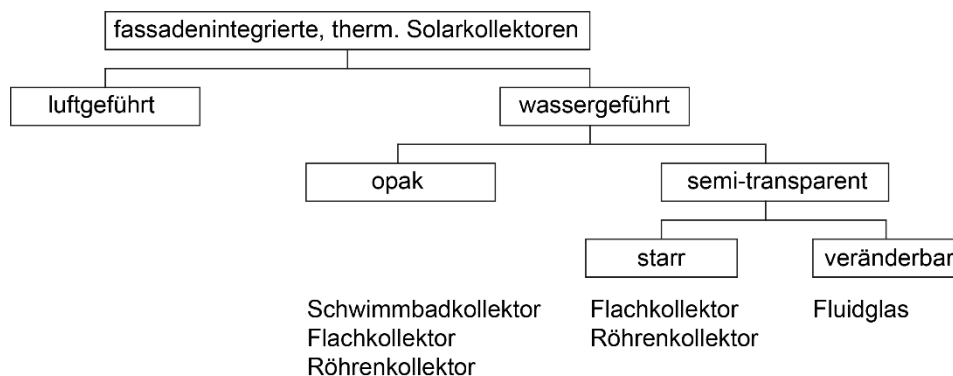 fassadenintegrierte, therm. Solarkollektoren
luftgeführt
wassergeführt
opak
semi-transparent
starr
veränderbar
Schwimmbadkollektor
Flachkollektor
Röhrenkollektor
Flachkollektor
Röhrenkollektor
Fluidglas